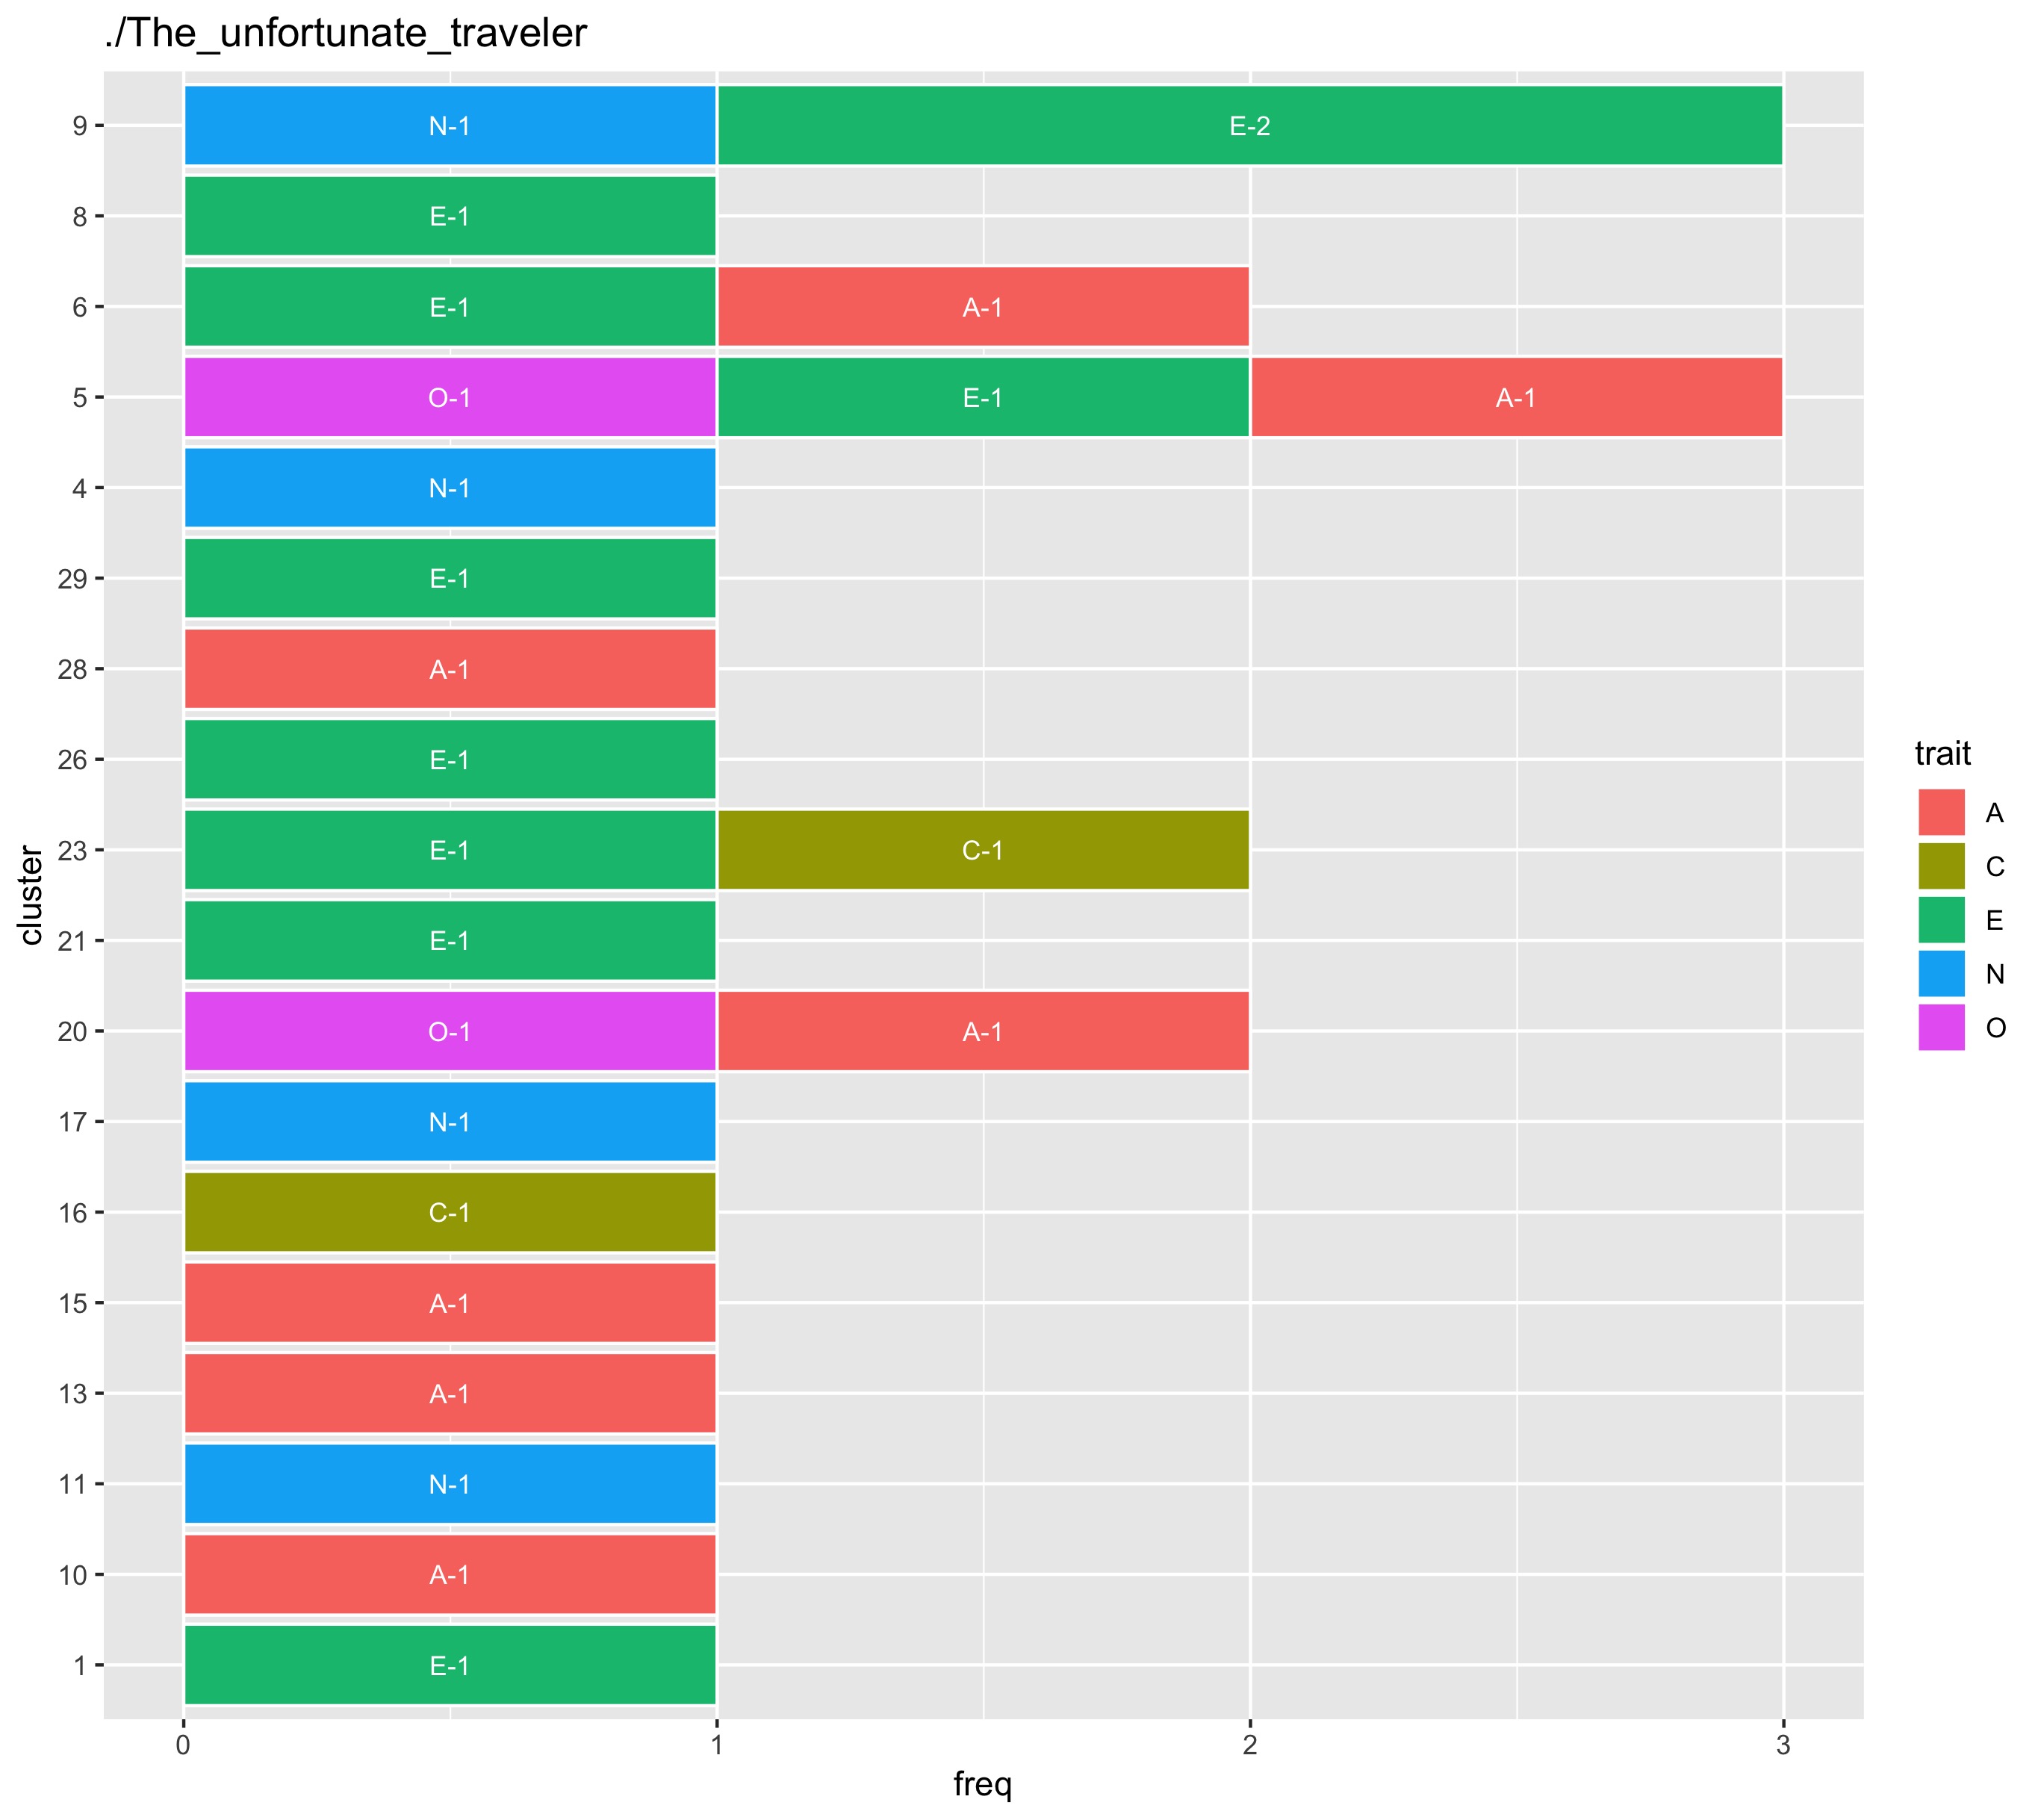 ./The_unfortunate_traveler
9 N-1 E-2
8 E-1
6 E-1 A-1
5 O-1 E-1 A-1
4 N-1
29 E-1
28 A-1
26 E-1
23 E-1 C-1
21 E-1
20 O-1 A-1
17 N-1
16 C-1
15 A-1
13 A-1
11 N-1
10 A-1
1 E-1
0 1 2 3
freq
cluster
trait
A
C
E
N
O